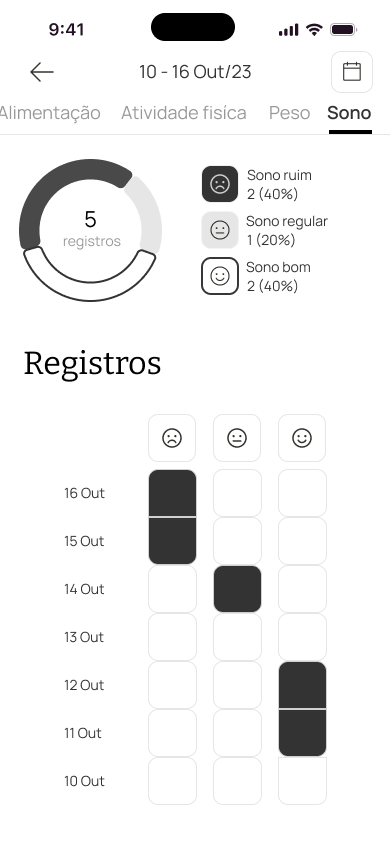 9:41
10 - 16 Out/23
Alimentação Atividade física Peso Sono
5
registros
Sono ruim
2 (40%)
Sono regular
1 (20%)
Sono bom
2 (40%)
Registros
16 Out
15 Out
14 Out
13 Out
12 Out
11 Out
10 Out